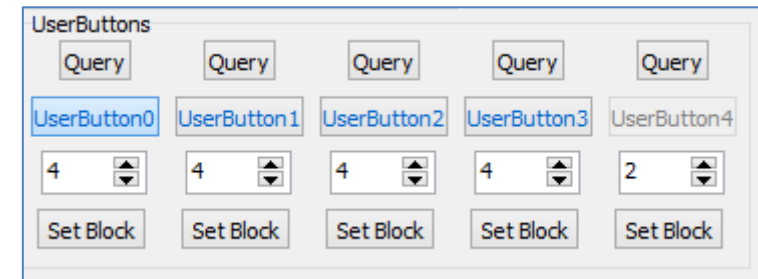 UserButtons
Query Query Query Query Query
UserButton0 UserButton1 UserButton2 UserButton3 UserButton4
4 4 4 4 2
Set Block Set Block Set Block Set Block Set Block